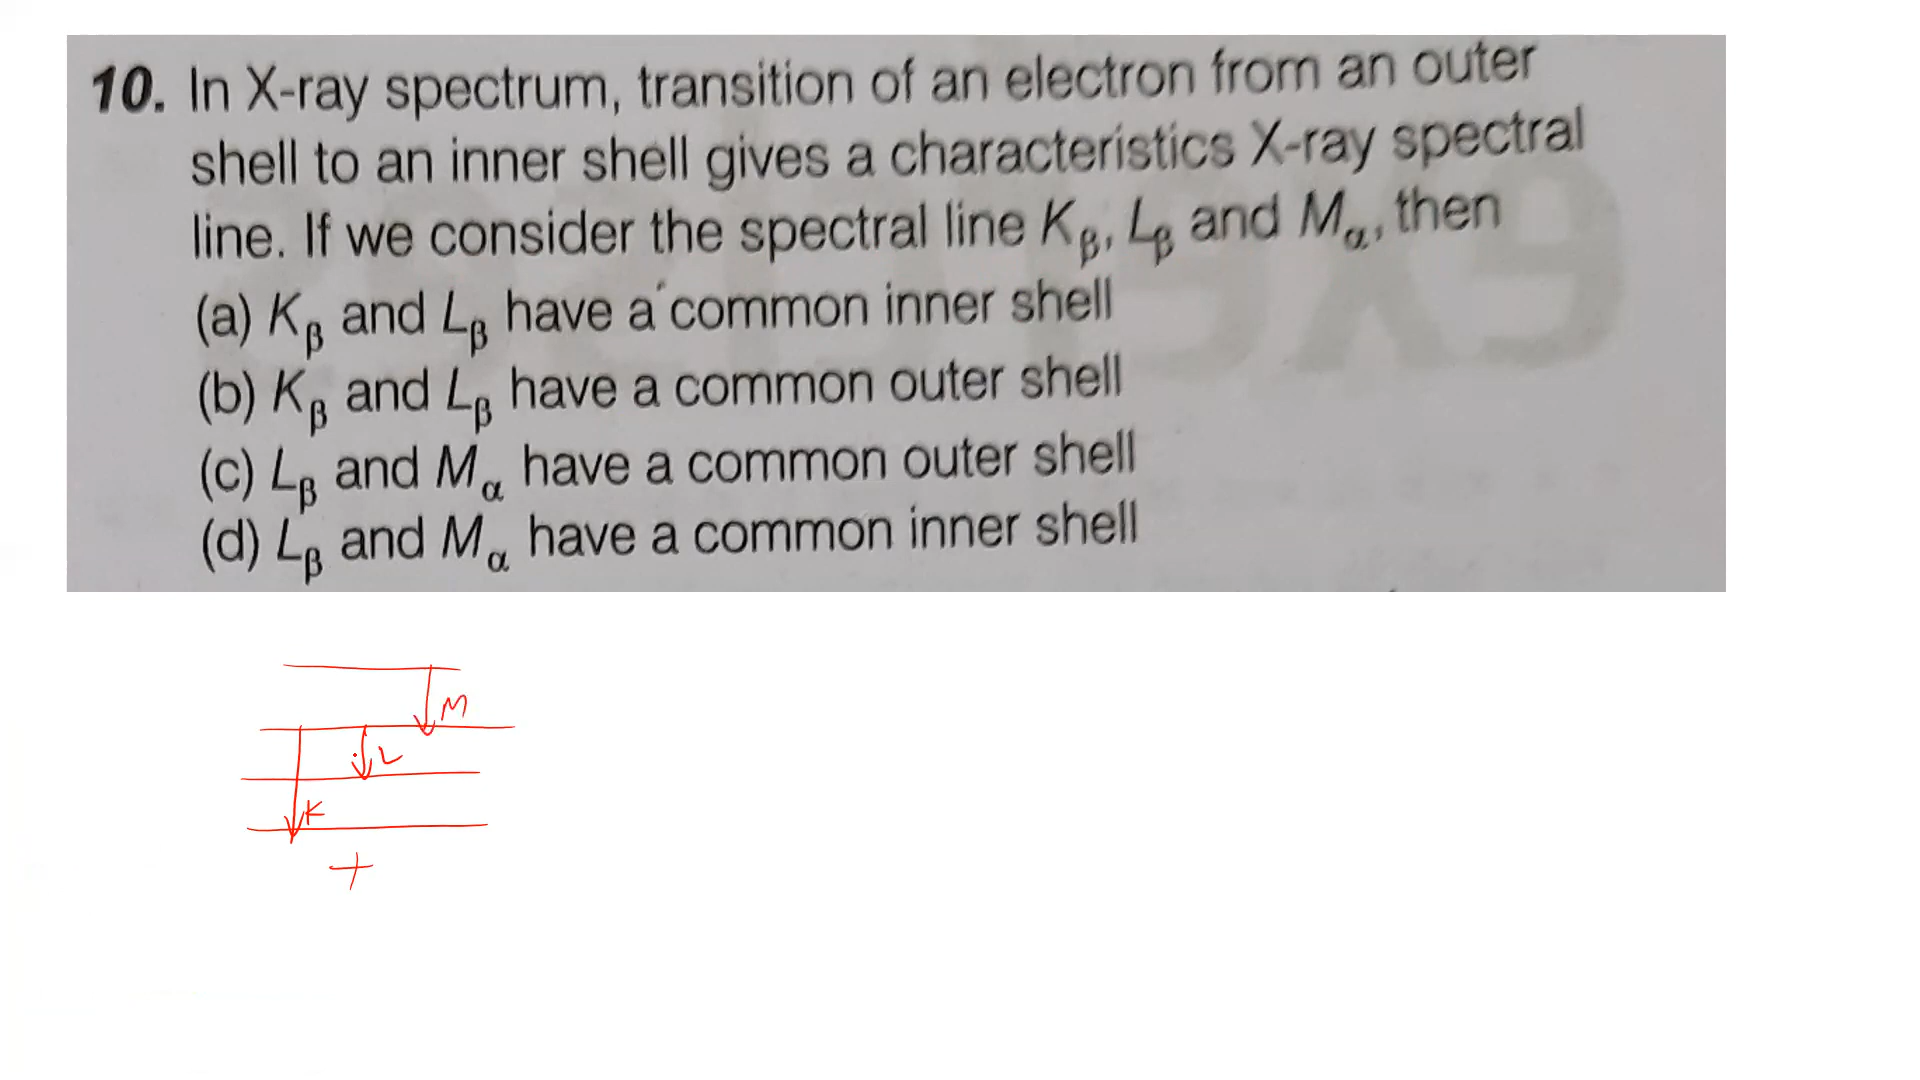 10. In X-ray spectrum, transition of an electron from an outer
shell to an inner shell gives a characteristics X-ray spectral
line. If we consider the spectral line Kβ, Lβ and Mα, then
(a) Kβ and Lβ have a common inner shell
(b) Kβ and Lβ have a common outer shell
(c) Lβ and Mα have a common outer shell
(d) Lβ and Mα have a common inner shell
M
L
K
+